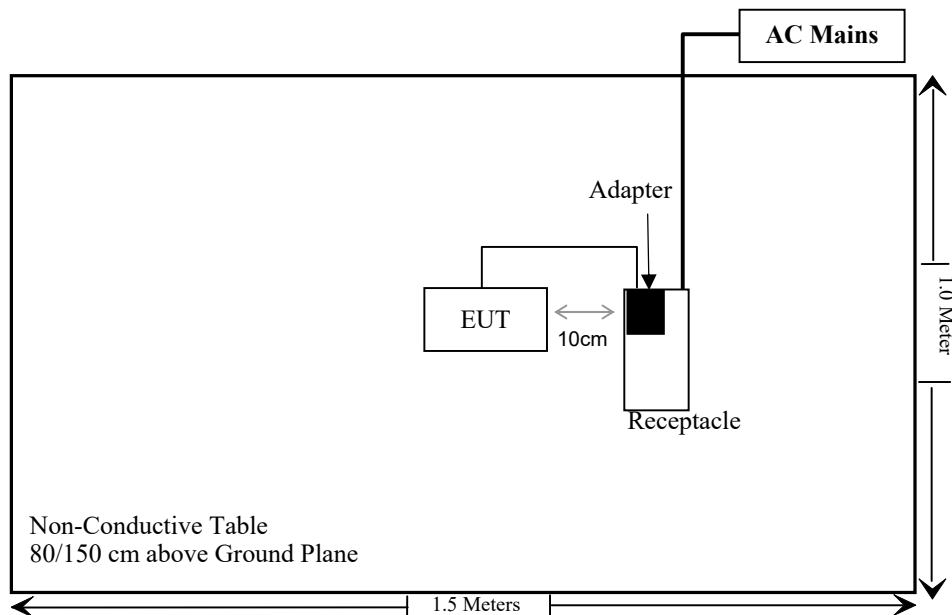 AC Mains
Adapter
EUT
10cm
1.0 Meter
Receptacle
Non-Conductive Table
80/150 cm above Ground Plane
1.5 Meters